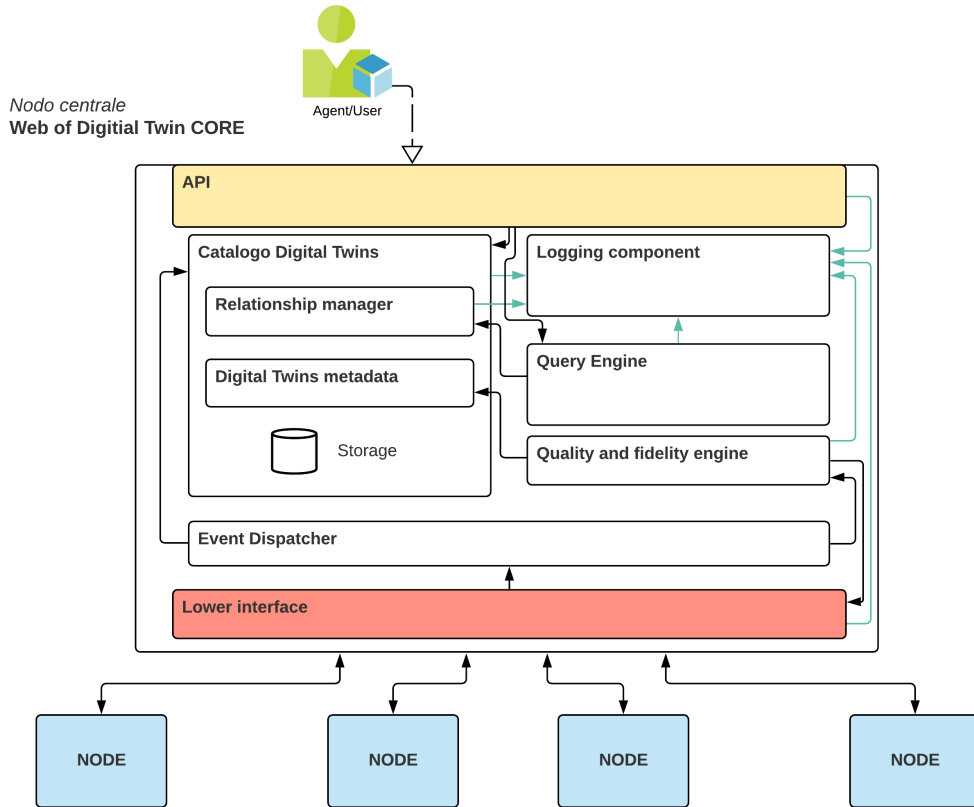 Agent/User
Nodo centrale
Web of Digitial Twin CORE
API
Catalogo Digital Twins
Logging component
Relationship manager
Query Engine
Digital Twins metadata
Storage
Quality and fidelity engine
Event Dispatcher
Lower interface
NODE
NODE
NODE
NODE